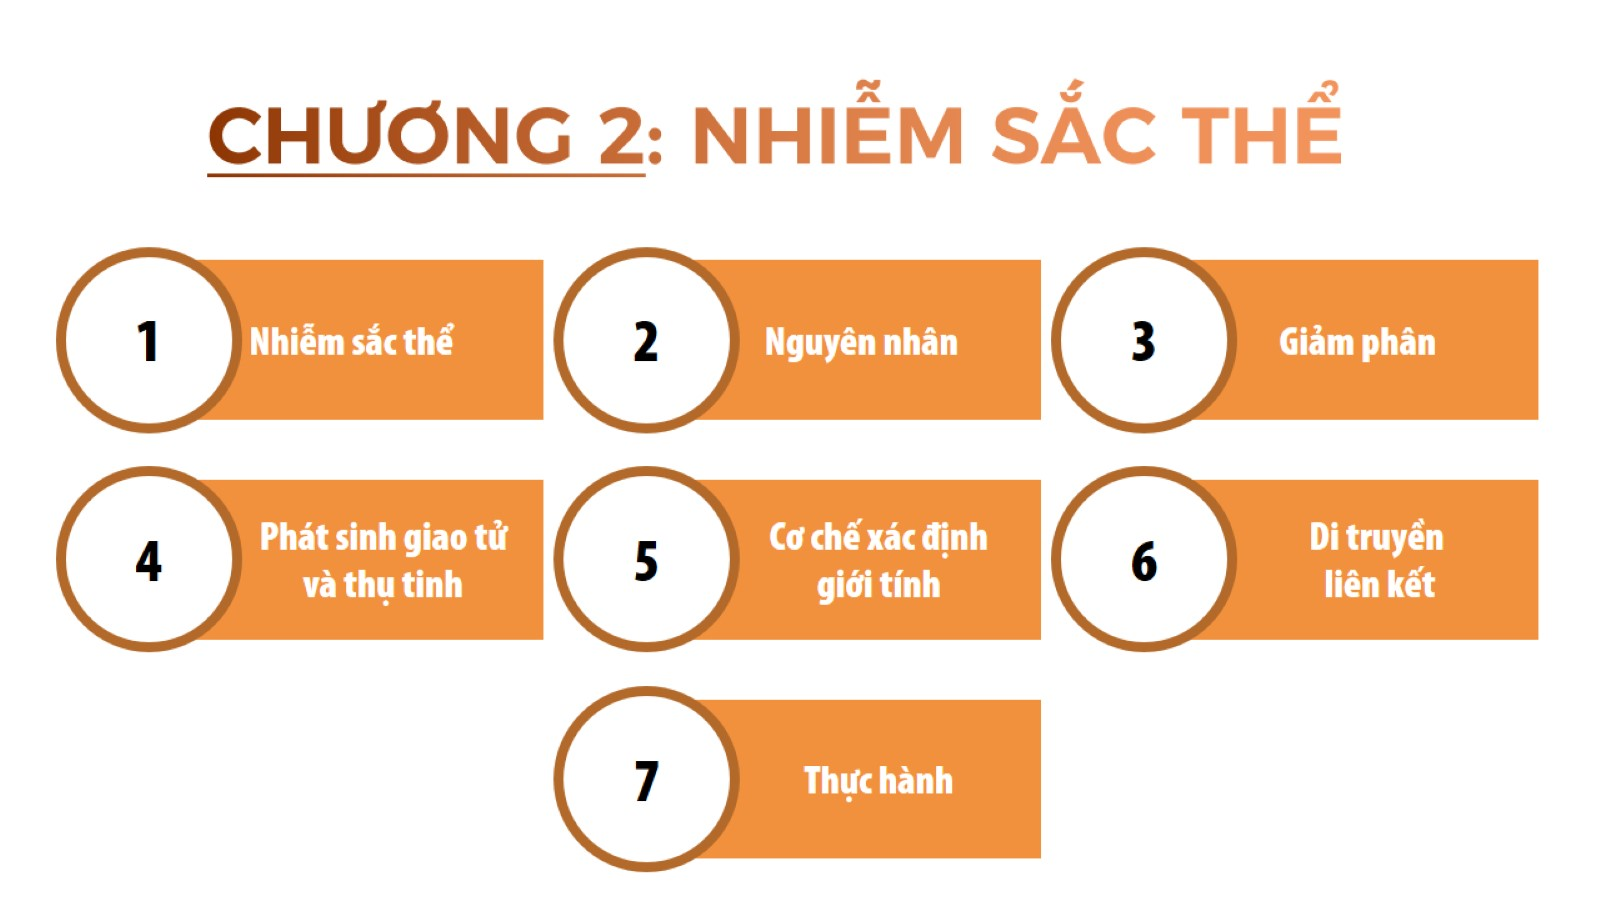 CHƯƠNG 2: NHIỄM SẮC THỂ
1
Nhiễm sắc thể
2
Nguyên nhân
3
Giảm phân
4
Phát sinh giao tử
và thụ tinh
5
Cơ chế xác định
giới tính
6
Di truyền
liên kết
7
Thực hành